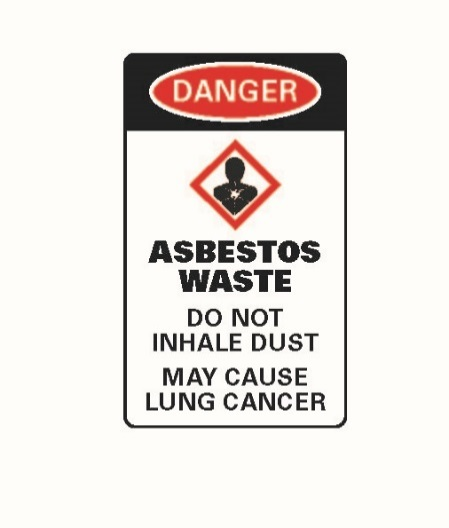 DANGER
ASBESTOS
WASTE
DO NOT
INHALE DUST
MAY CAUSE
LUNG CANCER